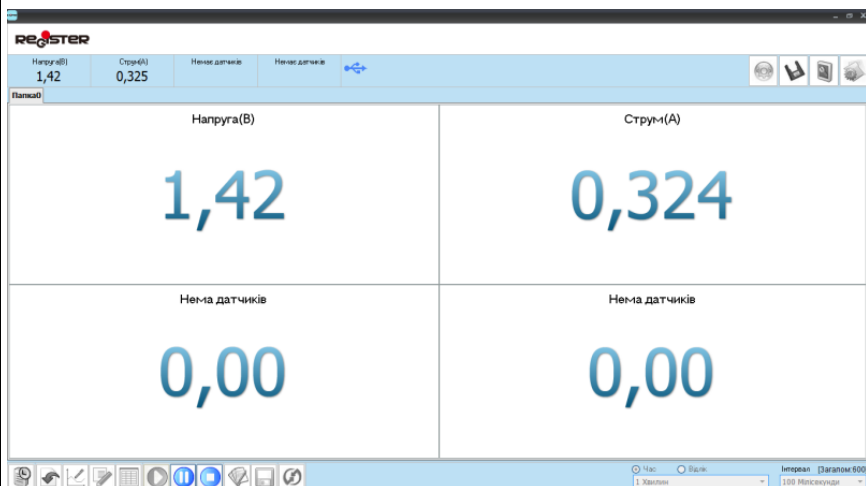 REGISTER
Напруга(В) Струм(А) Немає датчиків Немає датчиків
1,42 0,325
Папка0
Напруга(В) Струм(А)
1,42 0,324
Нема датчиків Нема датчиків
0,00 0,00
Час Відлік Інтервал [Загалом:600
1 Хвилин 100 Мілісекунди